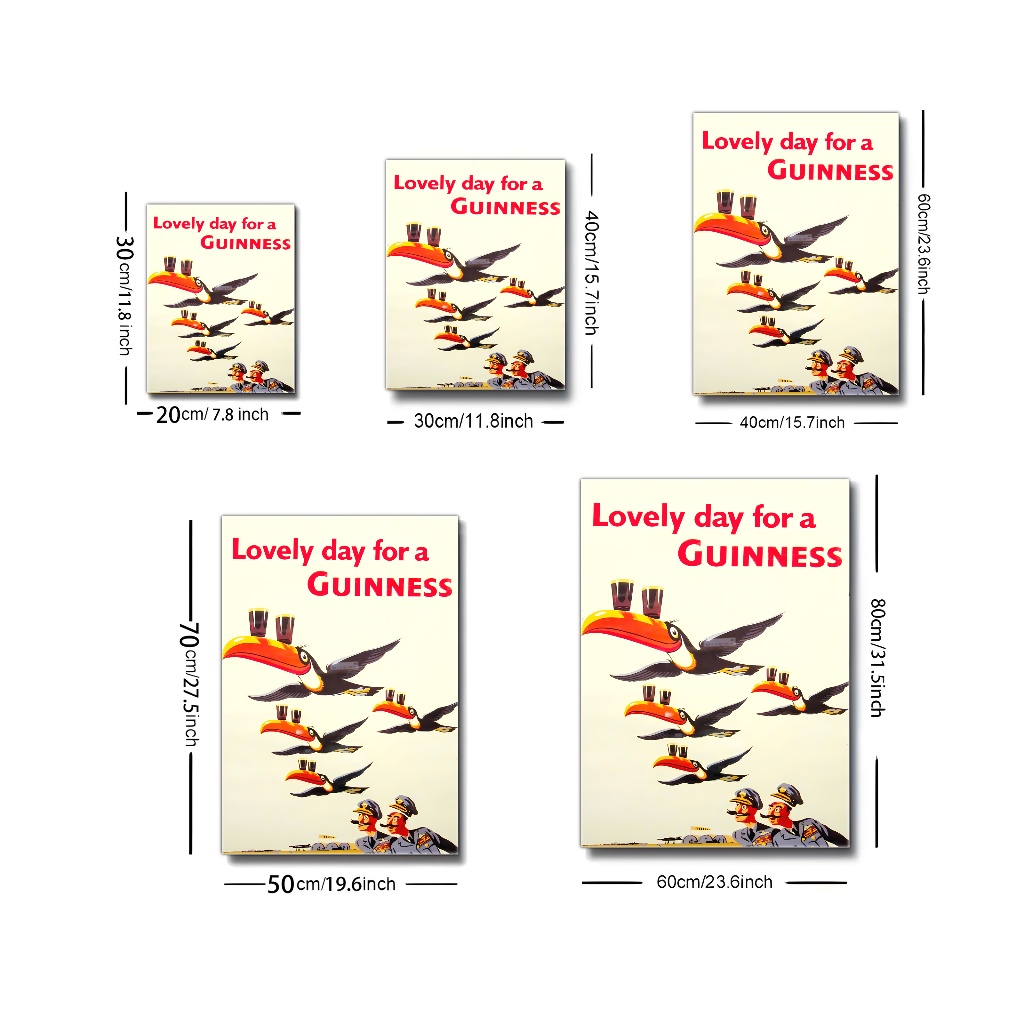 Lovely day for a
GUINNESS
30cm/11.8 inch
20cm/ 7.8 inch
Lovely day for a
GUINNESS
40cm/15.7inch
30cm/11.8inch
Lovely day for a
GUINNESS
60cm/23.6inch
40cm/15.7inch
Lovely day for a
GUINNESS
70cm/27.5inch
50cm/19.6inch
Lovely day for a
GUINNESS
80cm/31.5inch
60cm/23.6inch